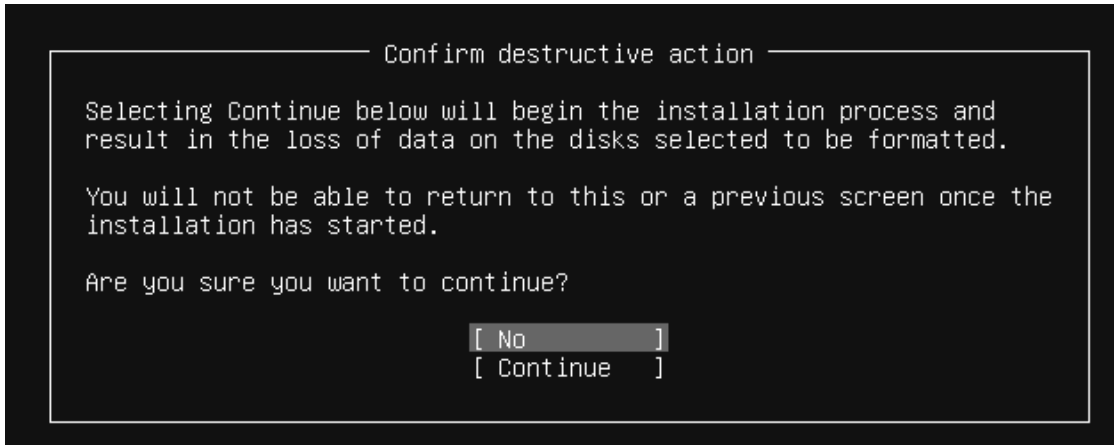 Confirm destructive action
Selecting Continue below will begin the installation process and
result in the loss of data on the disks selected to be formatted.
You will not be able to return to this or a previous screen once the
installation has started.
Are you sure you want to continue?
[ No ]
[ Continue ]